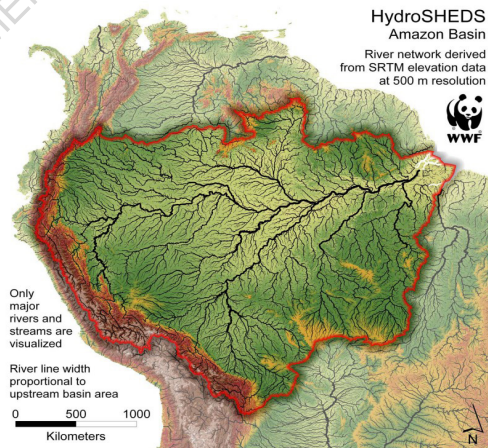 HydroSHEDS
Amazon Basin
River network derived
from SRTM elevation data
at 500 m resolution
WWF
Only
major
rivers and
streams are
visualized
River line width
proportional to
upstream basin area
0 500 1000
Kilometers
N